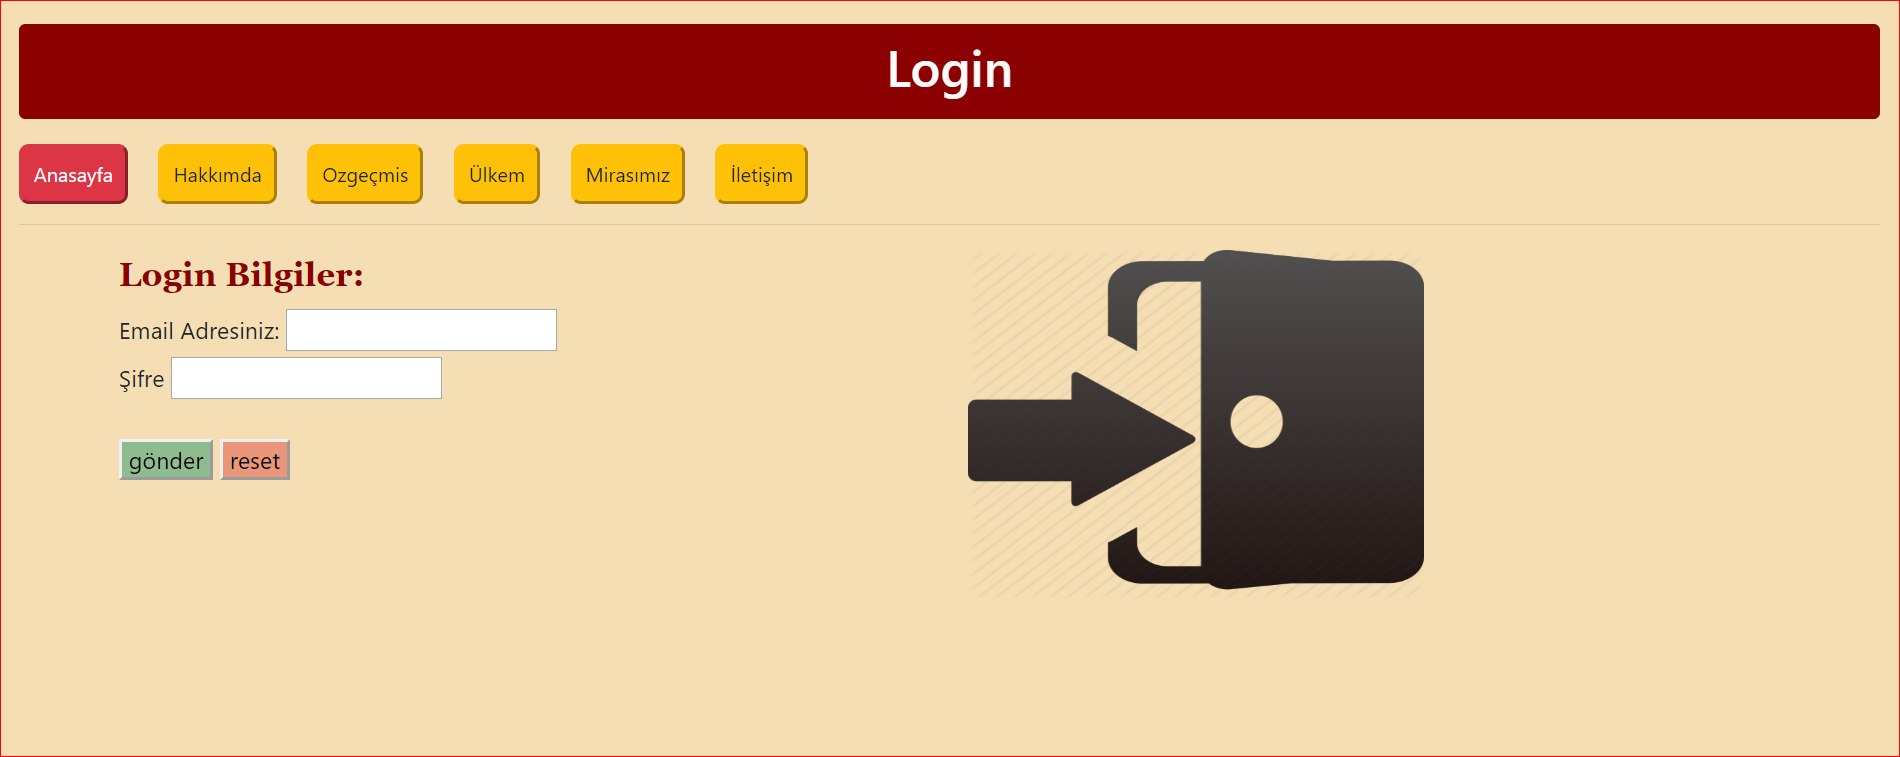 Login
Anasayfa Hakkımda Ozgeçmis Ülkem Mirasımız İletişim
Login Bilgiler:
Email Adresiniz:
Şifre
gönder reset